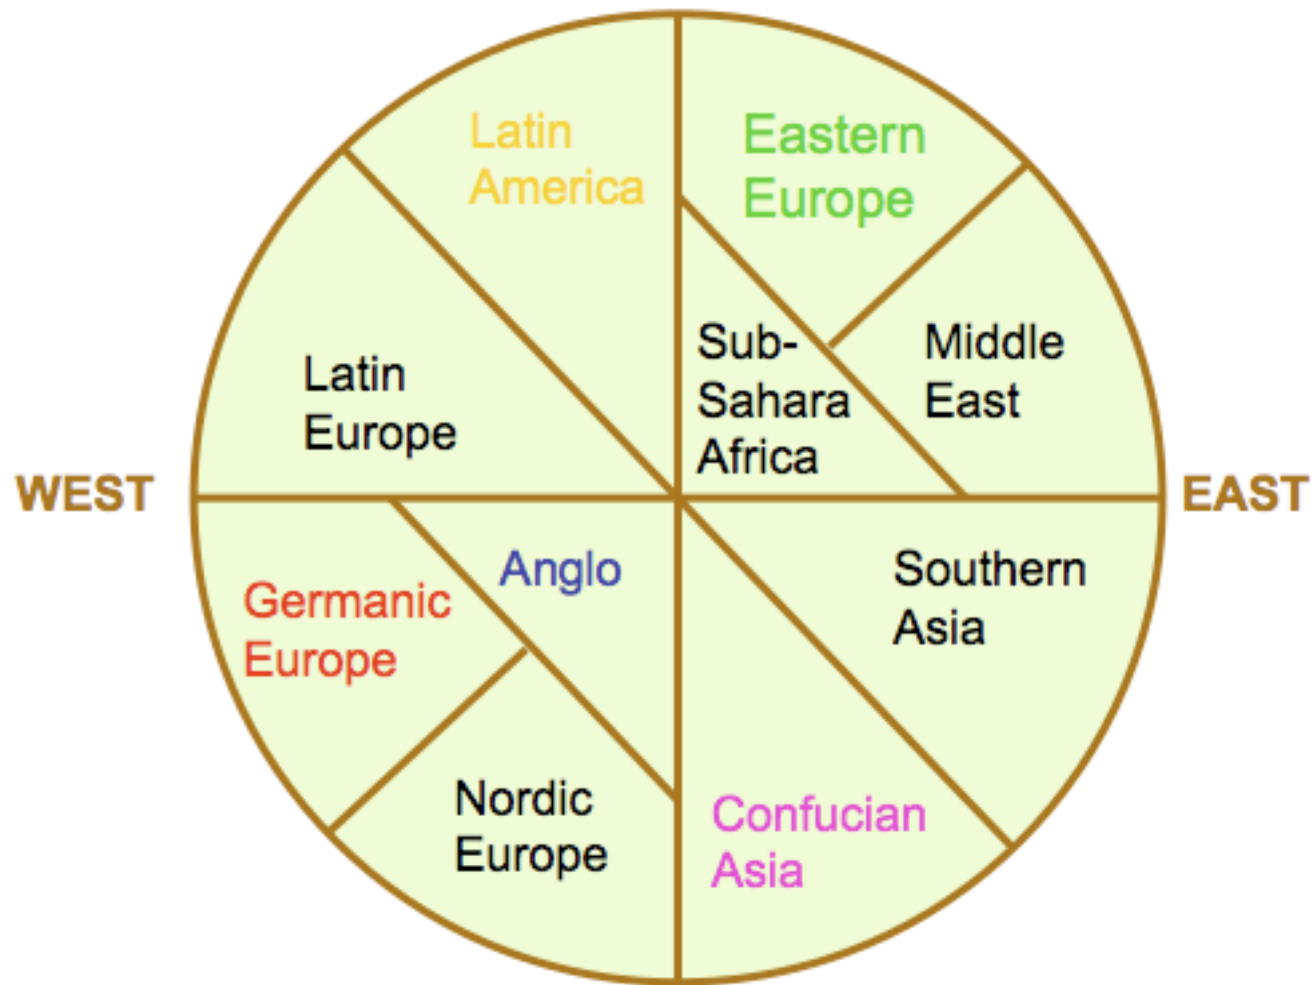 Latin
America
Eastern
Europe
Sub-
Sahara
Africa
Middle
East
Latin
Europe
WEST
EAST
Germanic
Europe
Anglo
Southern
Asia
Nordic
Europe
Confucian
Asia